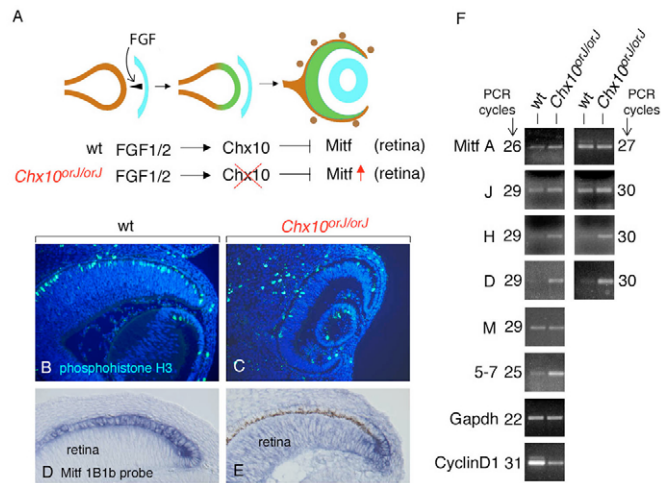 A
FGF
wt FGF1/2 Chx10 Mitf (retina)
Chx10orJ/orJ FGF1/2 Chx10 Mitf (retina)
wt
Chx10orJ/orJ
B phosphohistone H3
C
retina
D Mitf 1B1b probe
retina
E
F
PCR cycles
wt
Chx10orJ/orJ
wt
Chx10orJ/orJ
PCR cycles
Mitf A 26 27
J 29 30
H 29 30
D 29 30
M 29
5-7 25
Gapdh 22
CyclinD1 31